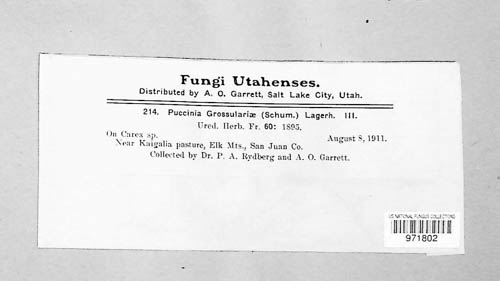 Fungi Utahenses.
Distributed by A. O. Garrett, Salt Lake City, Utah.
214. Puccinia Grossulariæ (Schum.) Lagerh. III.
Ured. Herb. Fr. 60: 1895.
On Carex sp. August 8, 1911.
Near Kaigalia pasture, Elk Mts., San Juan Co.
Collected by Dr. P. A. Rydberg and A. O. Garrett.
US NATIONAL FUNGUS COLLECTIONS
971802